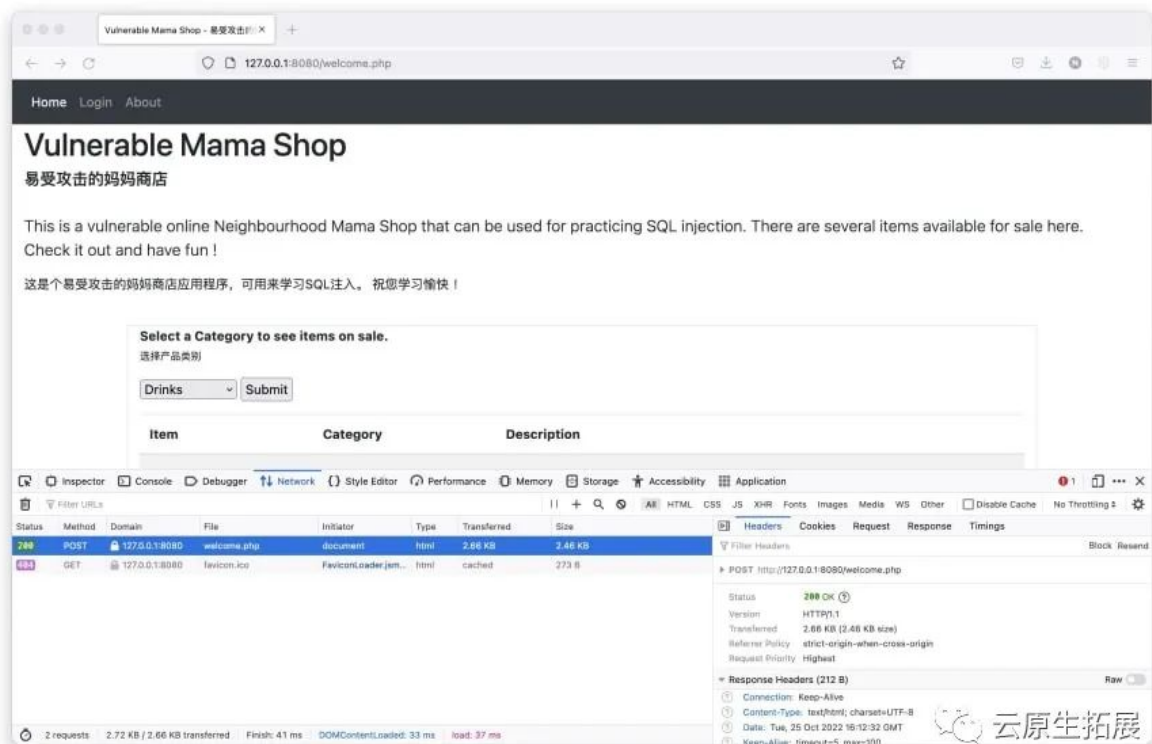 Vulnerable Mama Shop - 易受攻击的
127.0.0.1:8080/welcome.php
Home Login About
Vulnerable Mama Shop
易受攻击的妈妈商店
This is a vulnerable online Neighbourhood Mama Shop that can be used for practicing SQL injection. There are several items available for sale here.
Check it out and have fun !
这是个易受攻击的妈妈商店应用程序，可用来学习SQL注入。 祝您学习愉快！
Select a Category to see items on sale.
选择产品类别
Drinks Submit
Item Category Description
Inspector Console Debugger Network Style Editor Performance Memory Storage Accessibility Application 1
Filter URLs All HTML CSS JS XHR Fonts Images Media WS Other Disable Cache No Throttling
Status Method Domain File Initiator Type Transferred Size Headers Cookies Request Response Timings
200 POST 127.0.0.1:8080 welcome.php document html 2.66 KB 2.46 KB
Filter Headers Block Resend
404 GET 127.0.0.1:8080 favicon.ico FaviconLoader.jsm... html cached 273 B
POST http://127.0.0.1:8080/welcome.php
Status 200 OK
Version HTTP/1.1
Transferred 2.66 KB (2.46 KB size)
Referrer Policy strict-origin-when-cross-origin
Request Priority Highest
Response Headers (212 B) Raw
Connection: Keep-Alive
Content-Type: text/html; charset=UTF-8
Date: Tue, 25 Oct 2022 16:12:32 GMT
Keep-Alive: timeout=5, max=100
2 requests 2.72 KB / 2.66 KB transferred Finish: 41 ms DOMContentLoaded: 33 ms load: 37 ms
云原生拓展